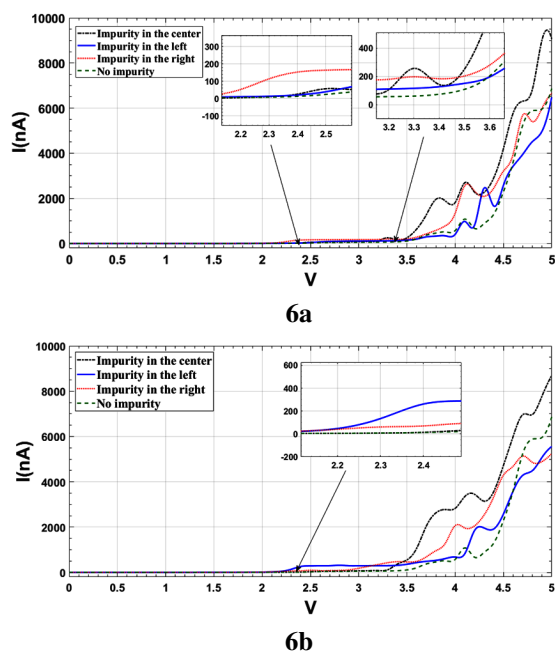 10000
8000
6000
4000
2000
0
I(nA)
Impurity in the center
Impurity in the left
Impurity in the right
No impurity
300
200
100
0
-100
2.2 2.3 2.4 2.5
400
200
0
3.2 3.3 3.4 3.5 3.6
0 0.5 1 1.5 2 2.5 3 3.5 4 4.5 5
V
6a
10000
8000
6000
4000
2000
0
I(nA)
Impurity in the center
Impurity in the left
Impurity in the right
No impurity
600
400
200
0
-200
2.2 2.3 2.4
0 0.5 1 1.5 2 2.5 3 3.5 4 4.5 5
V
6b